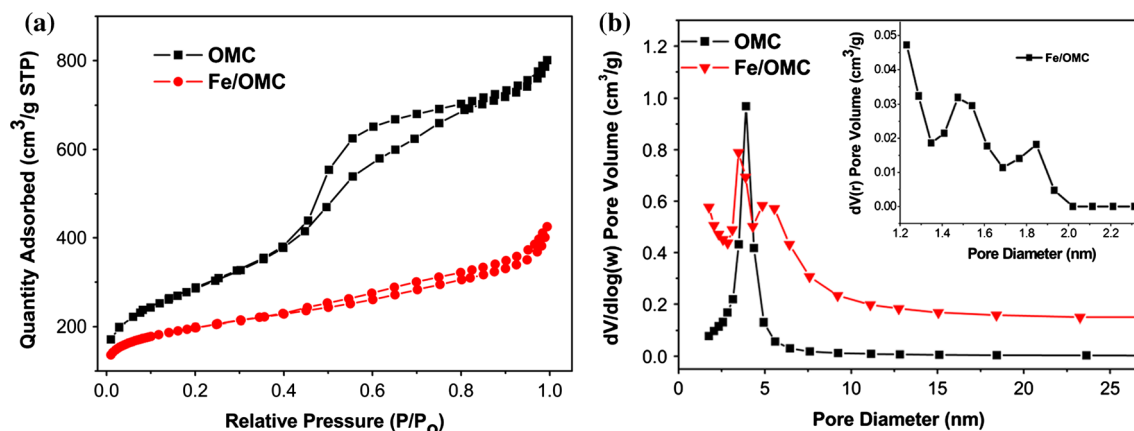 (a)
OMC
Fe/OMC
Quantity Adsorbed (cm³/g STP)
800
600
400
200
0.0 0.2 0.4 0.6 0.8 1.0
Relative Pressure (P/P₀)
(b)
OMC
Fe/OMC
dV/dlog(w) Pore Volume (cm³/g)
1.2
1.0
0.8
0.6
0.4
0.2
0.0
0 5 10 15 20 25
Pore Diameter (nm)
Fe/OMC
dV(r) Pore Volume (cm³/g)
0.05
0.04
0.03
0.02
0.01
0.00
1.2 1.4 1.6 1.8 2.0 2.2
Pore Diameter (nm)